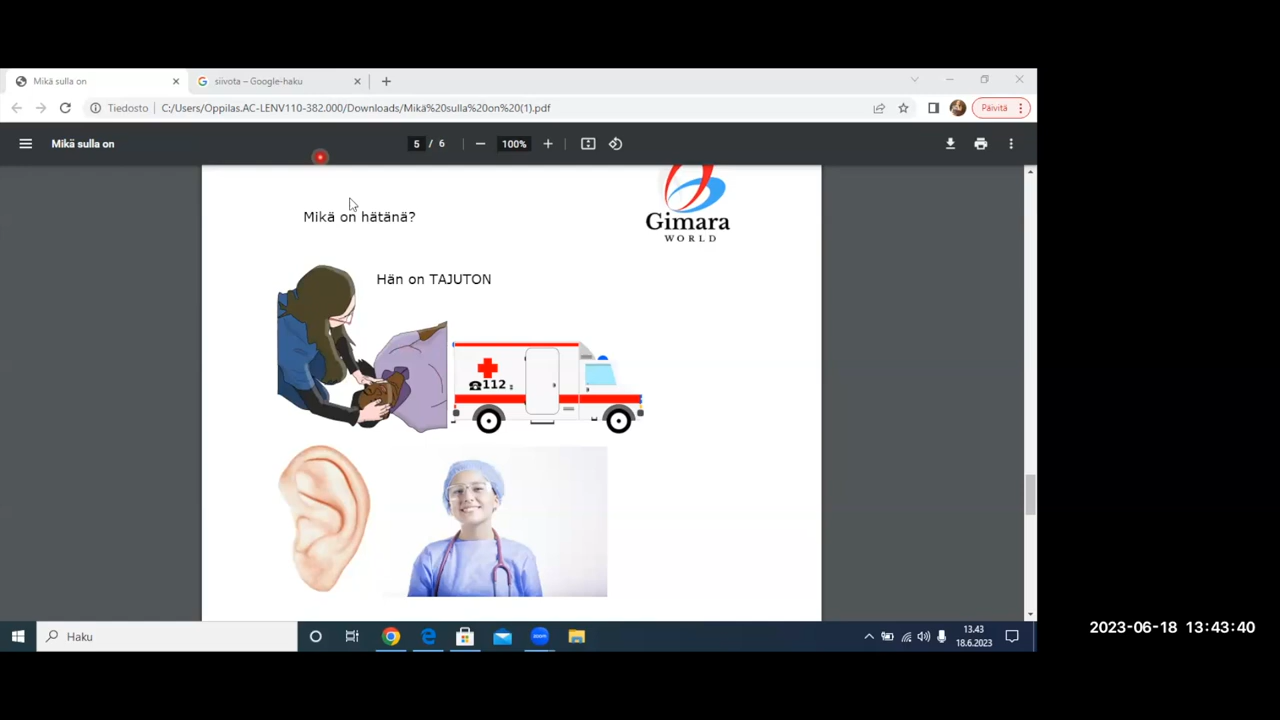 Mikä sulla on
siivota – Google-haku
Tiedosto
C:/Users/Oppilas.AC-LENV110-382.000/Downloads/Mikä%20sulla%20on%20(1).pdf
Päivitä
Mikä sulla on
5 / 6
100%
Mikä on hätänä?
Gimara
WORLD
Hän on TAJUTON
☎112
Haku
zoom
13.43
18.6.2023
2023-06-18 13:43:40